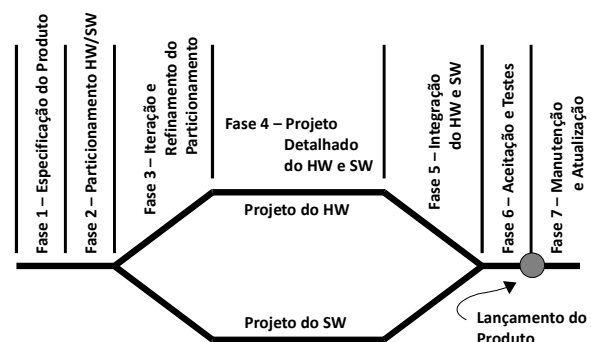 Fase 1 – Especificação do Produto
Fase 2 – Particionamento HW/SW
Fase 3 – Iteração e
Refinamento do
Particionamento
Fase 4 – Projeto
Detalhado
do HW e SW
Fase 5 – Integração
do HW e SW
Fase 6 – Aceitação e Testes
Fase 7 – Manutenção
e Atualização
Projeto do HW
Projeto do SW
Lançamento do
Produto